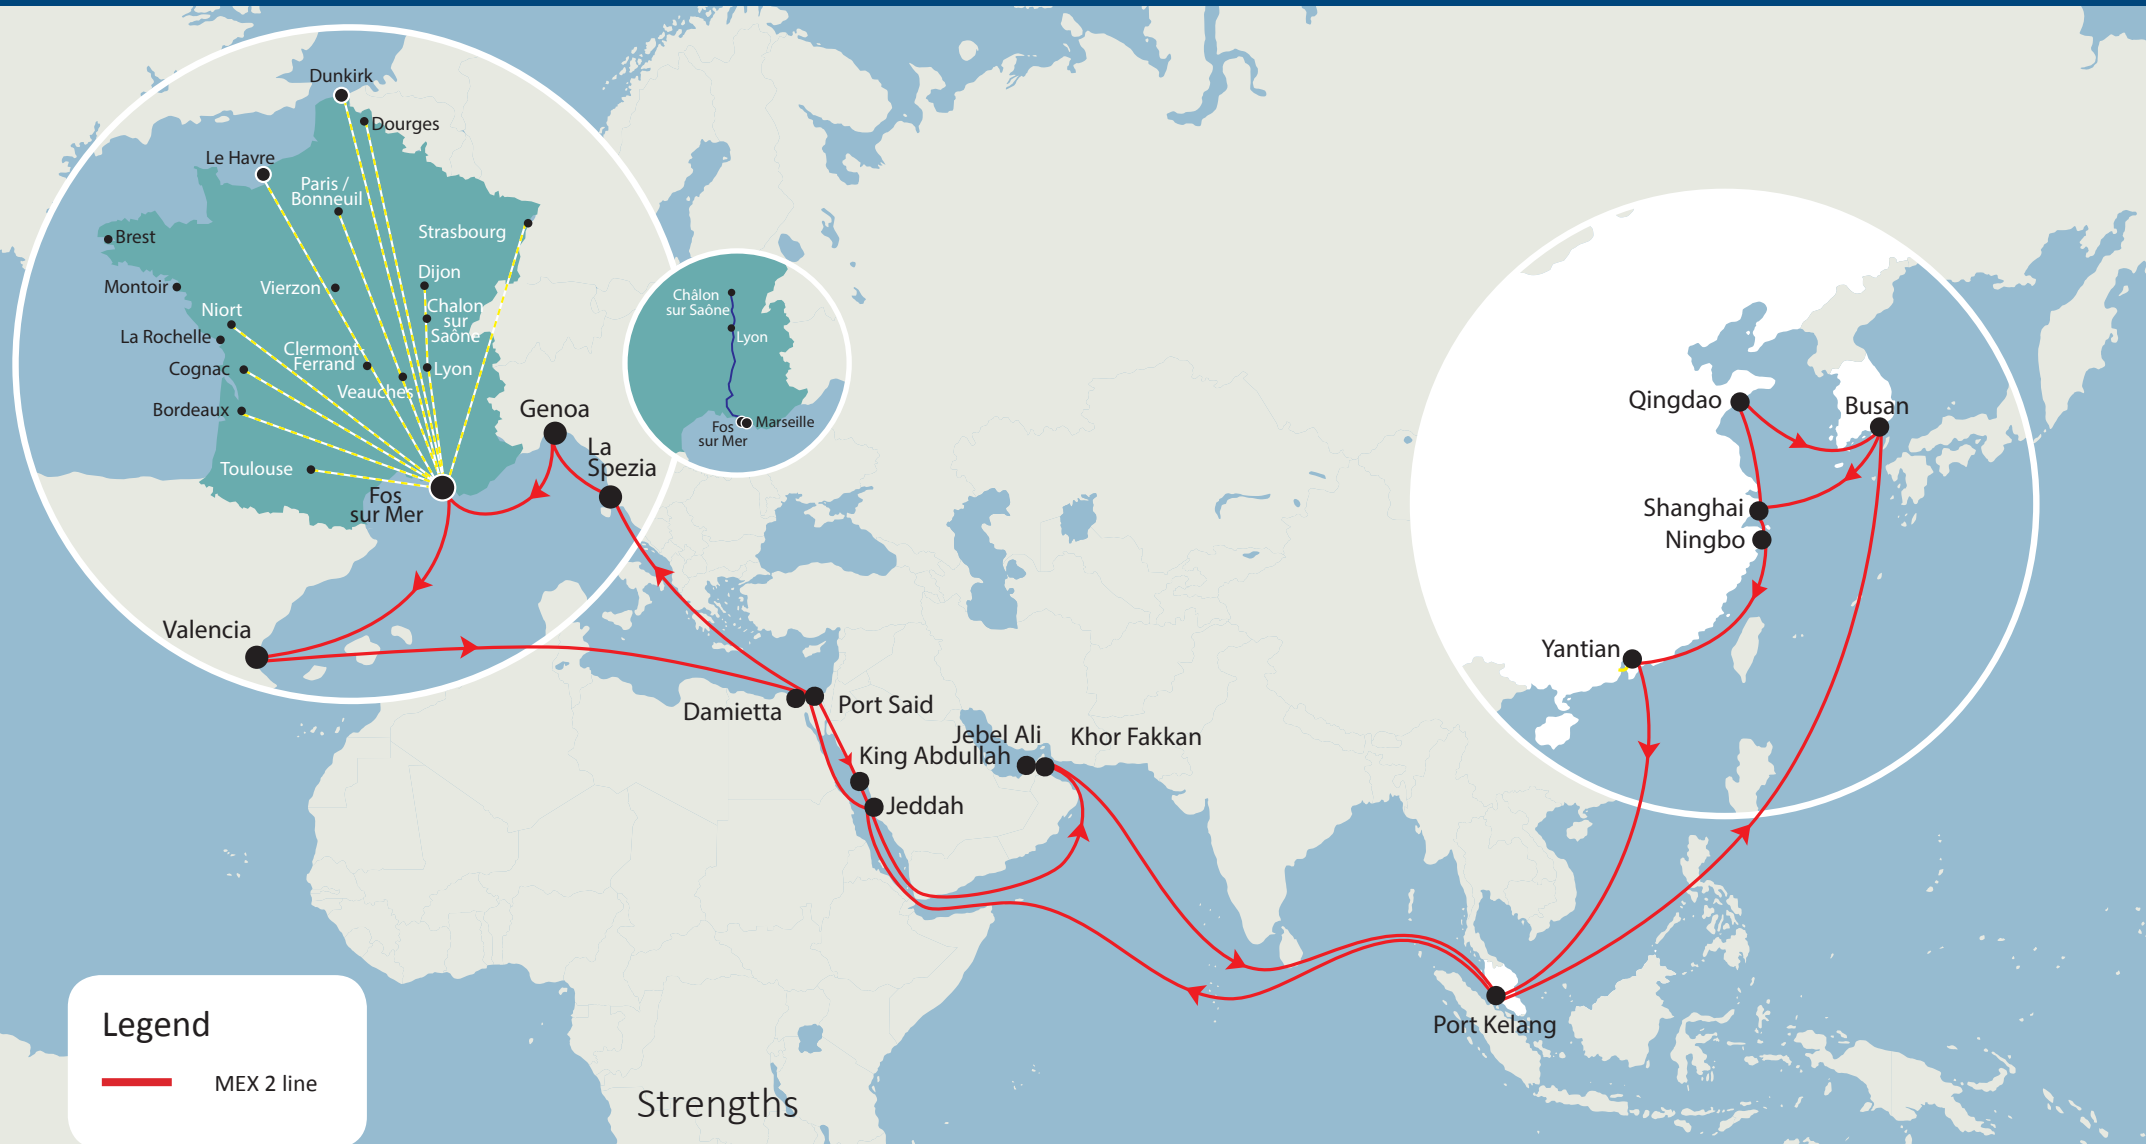 Dunkirk
Dourges
Le Havre
Paris /
Bonneuil
Strasbourg
Brest
Dijon
Montoir
Vierzon
Chalon
sur
Saône
Niort
La Rochelle
Clermont-
Ferrand
Cognac
Lyon
Veauches
Bordeaux
Toulouse
Fos
sur Mer
Genoa
La
Spezia
Valencia
Châlon
sur Saône
Lyon
Fos
sur Mer
Marseille
Qingdao
Busan
Shanghai
Ningbo
Yantian
Damietta
Port Said
Jebel Ali
Khor Fakkan
King Abdullah
Jeddah
Port Kelang
Legend
MEX 2 line
Strengths